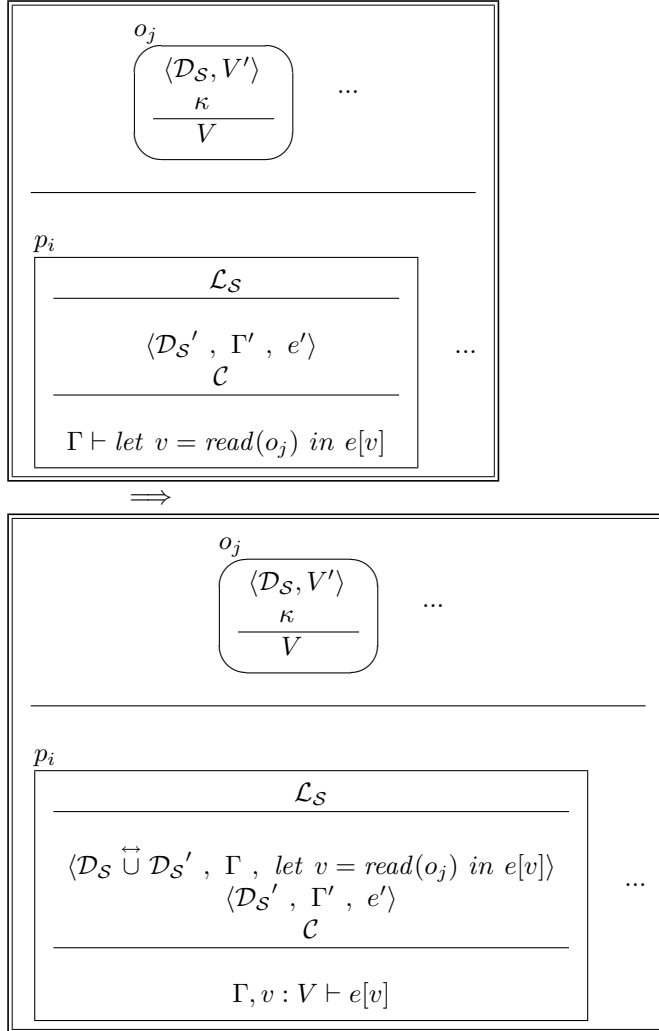 o_j
⟨𝒟_𝒮, V′⟩
...
κ
V
p_i
ℒ_𝒮
⟨𝒟_𝒮′ , Γ′ , e′⟩
...
𝒞
Γ ⊢ let v = read(o_j) in e[v]
⟹
o_j
⟨𝒟_𝒮, V′⟩
...
κ
V
p_i
ℒ_𝒮
⟨𝒟_𝒮 ∪^↔ 𝒟_𝒮′ , Γ , let v = read(o_j) in e[v]⟩
...
⟨𝒟_𝒮′ , Γ′ , e′⟩
𝒞
Γ, v : V ⊢ e[v]